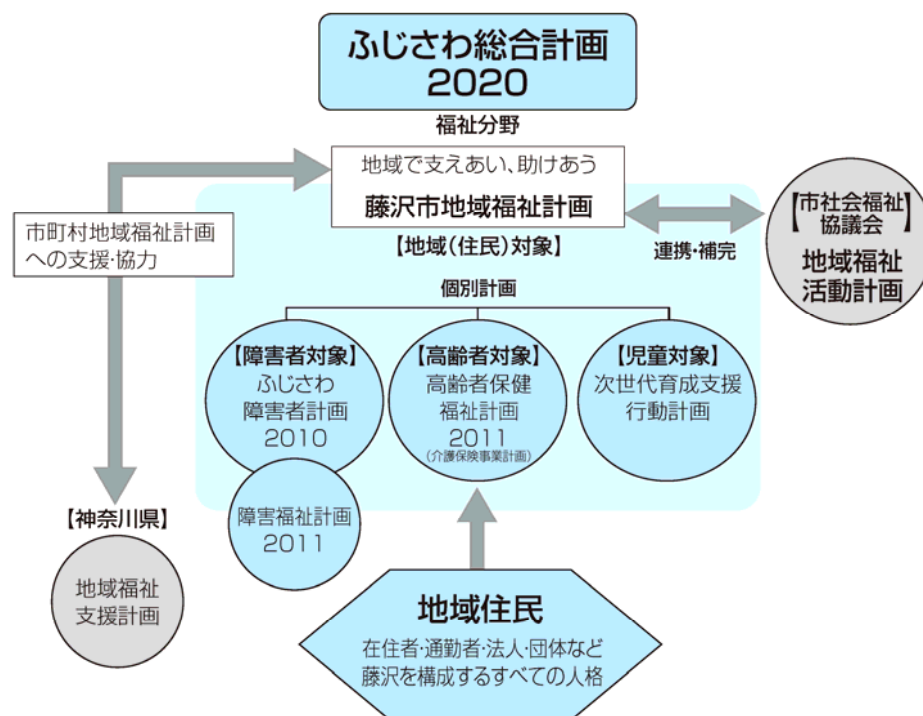 ふじさわ総合計画
2020
福祉分野
地域で支えあい、助けあう
藤沢市地域福祉計画
【地域(住民)対象】
市町村地域福祉計画
への支援・協力
連携・補完
【市社会福祉
協議会】
地域福祉
活動計画
個別計画
【障害者対象】
ふじさわ
障害者計画
2010
障害福祉計画
2011
【高齢者対象】
高齢者保健
福祉計画
2011
(介護保険事業計画)
【児童対象】
次世代育成支援
行動計画
【神奈川県】
地域福祉
支援計画
地域住民
在住者・通勤者・法人・団体など
藤沢を構成するすべての人格